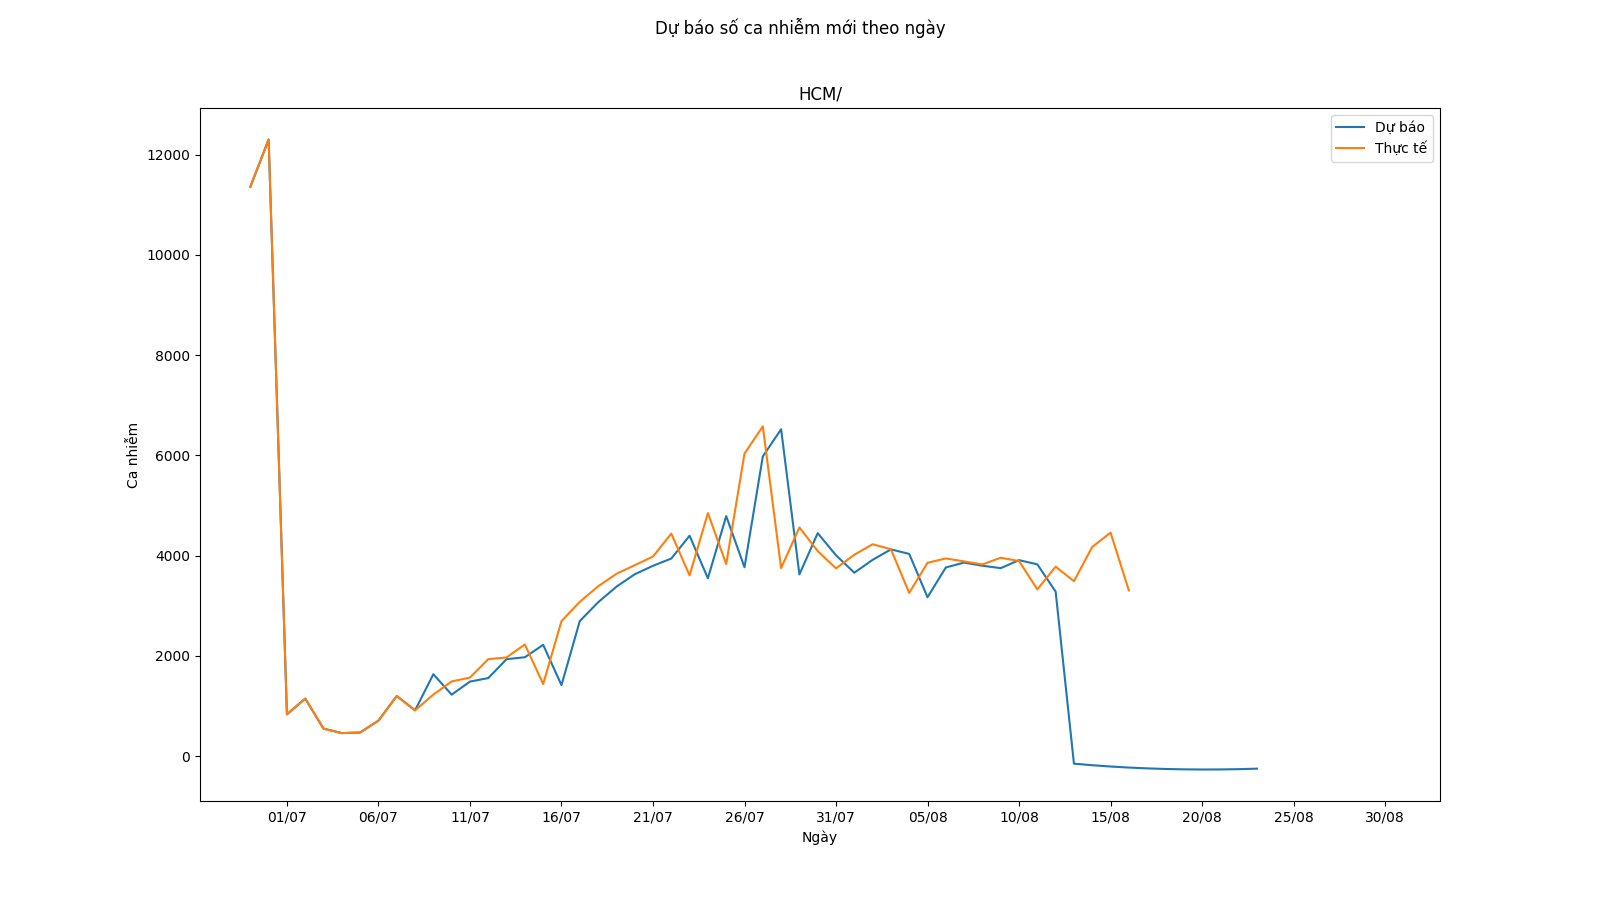 Dự báo số ca nhiễm mới theo ngày
HCM/
Dự báo
Thực tế
12000
10000
8000
6000
4000
2000
0
Ca nhiễm
01/07 06/07 11/07 16/07 21/07 26/07 31/07 05/08 10/08 15/08 20/08 25/08 30/08
Ngày